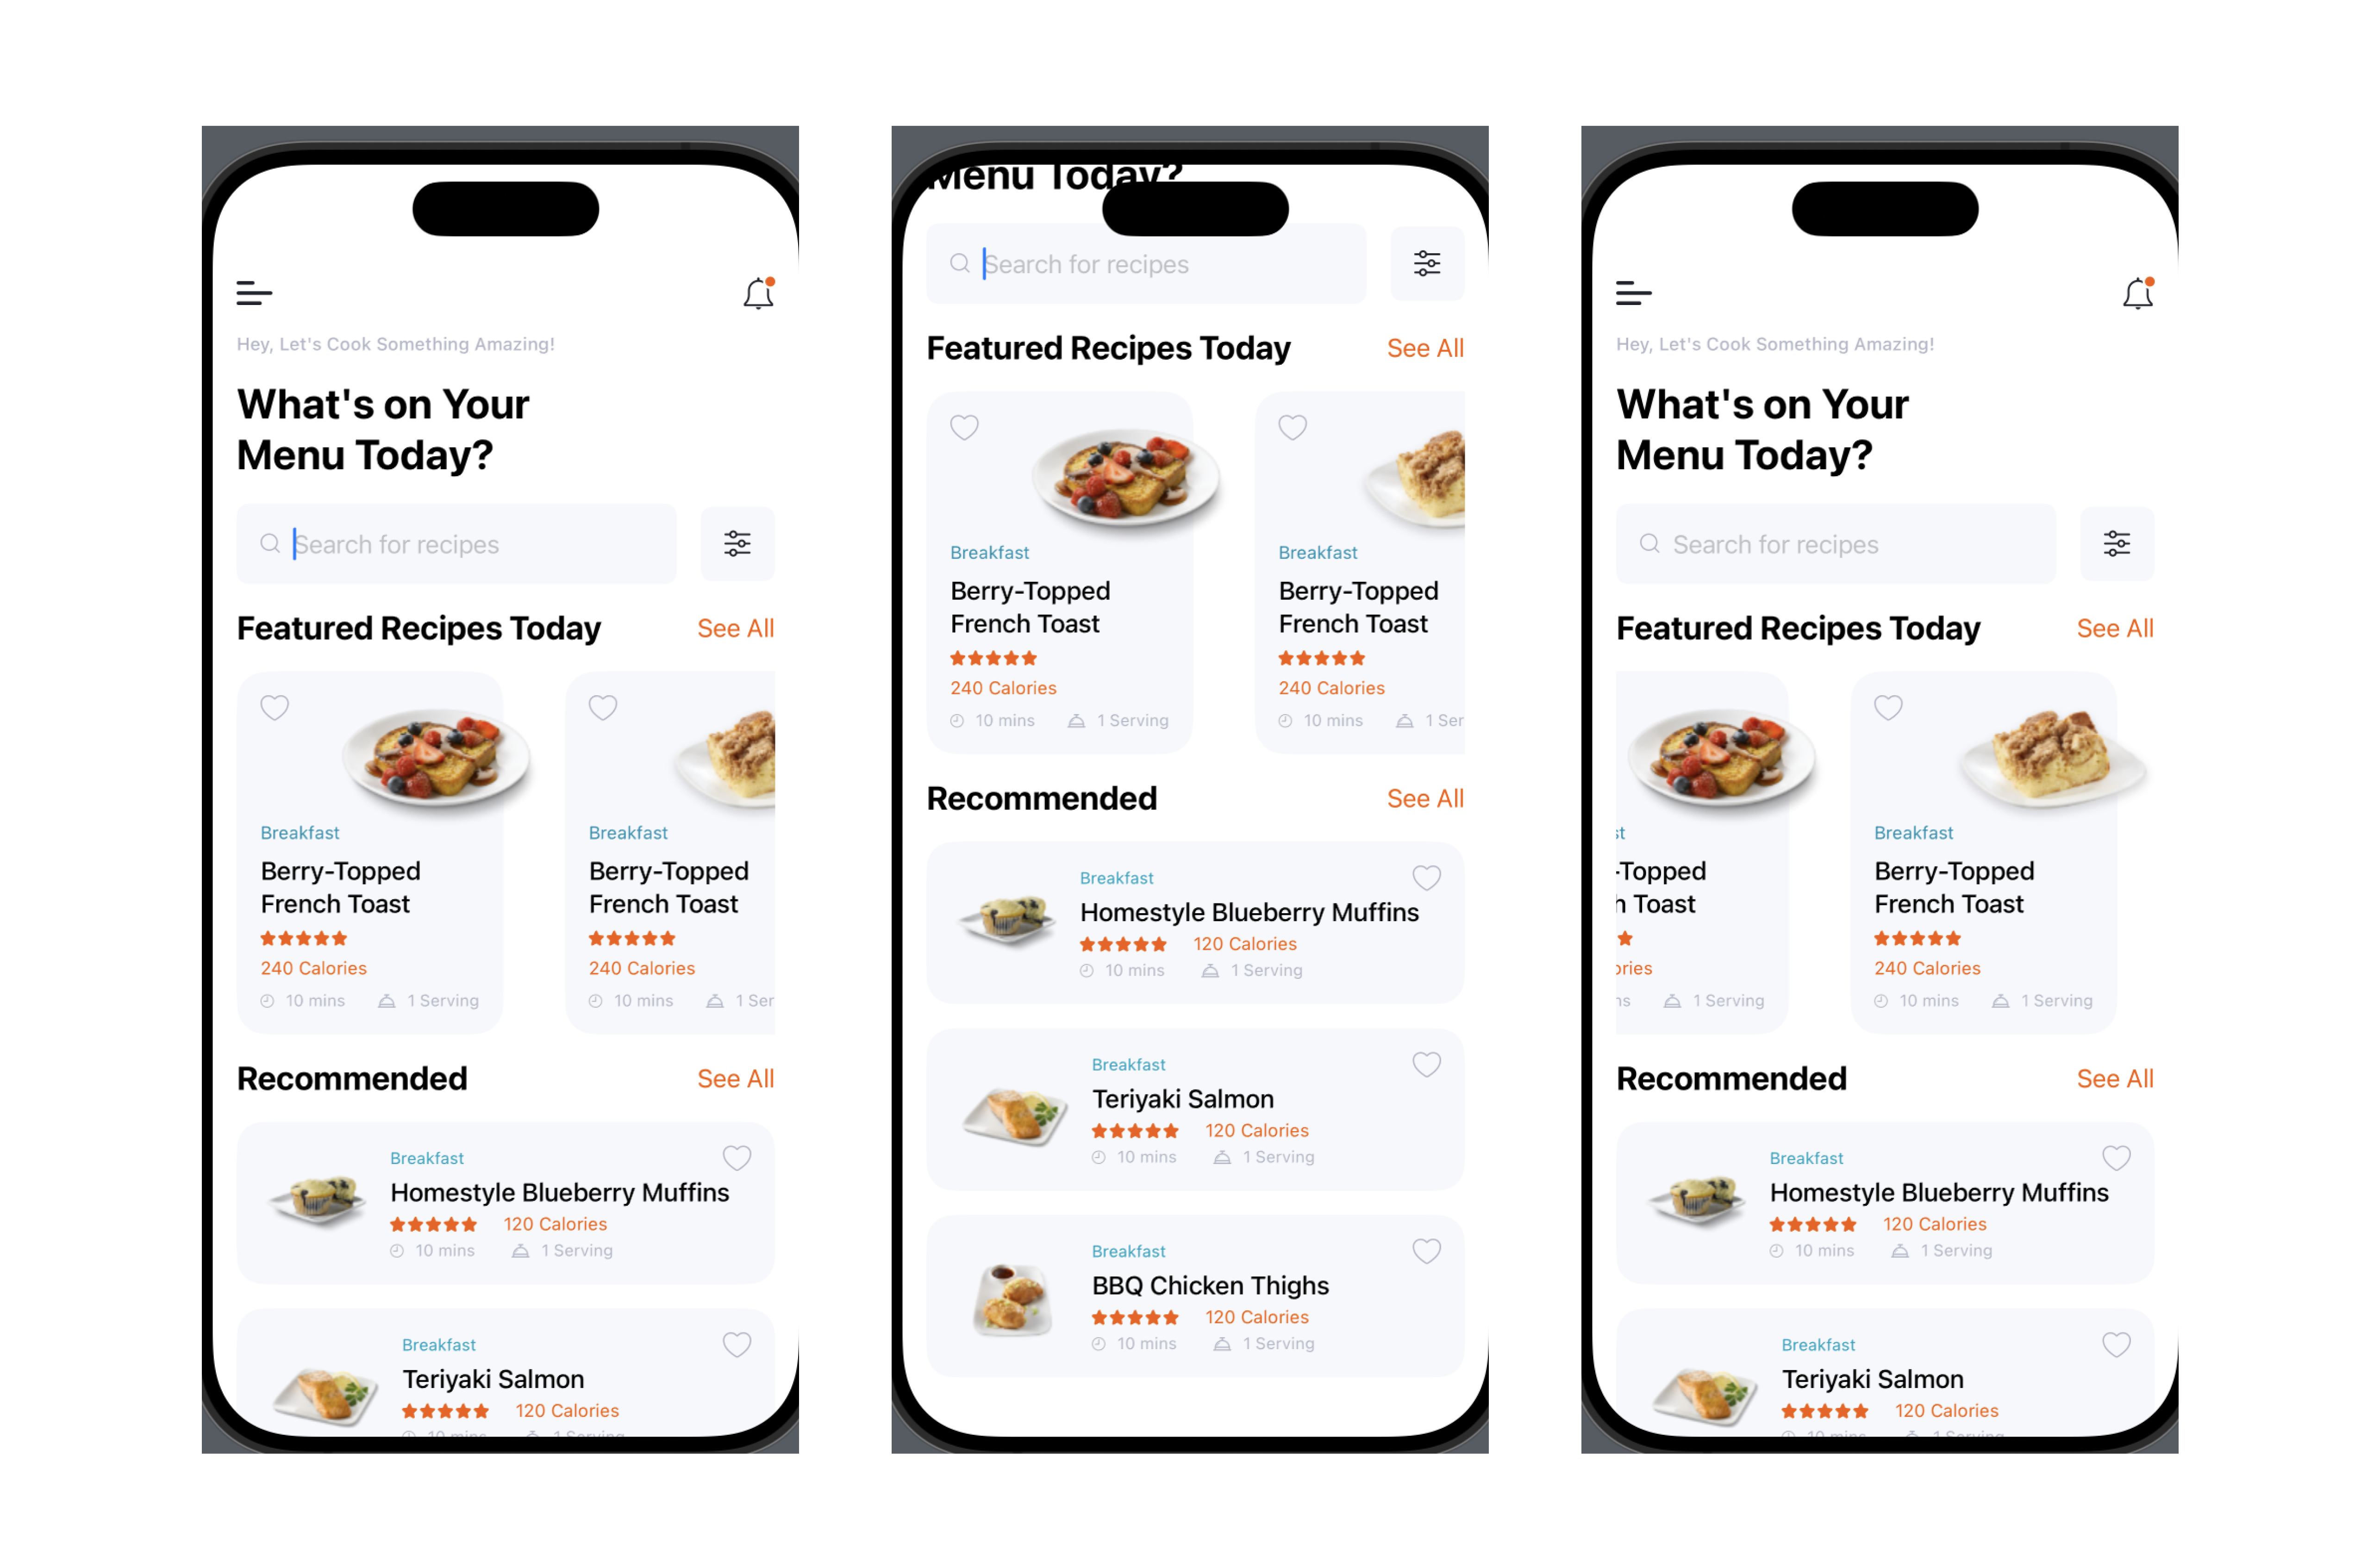 Hey, Let's Cook Something Amazing!
What's on Your
Menu Today?
Search for recipes
Featured Recipes Today See All
Breakfast
Berry-Topped
French Toast
240 Calories
10 mins 1 Serving
Breakfast
Berry-Topped
French Toast
240 Calories
10 mins 1 Ser
Recommended See All
Breakfast
Homestyle Blueberry Muffins
120 Calories
10 mins 1 Serving
Breakfast
Teriyaki Salmon
120 Calories
10 mins 1 Serving
Menu Today?
Search for recipes
Featured Recipes Today See All
Breakfast
Berry-Topped
French Toast
240 Calories
10 mins 1 Serving
Breakfast
Berry-Topped
French Toast
240 Calories
10 mins 1 Ser
Recommended See All
Breakfast
Homestyle Blueberry Muffins
120 Calories
10 mins 1 Serving
Breakfast
Teriyaki Salmon
120 Calories
10 mins 1 Serving
Breakfast
BBQ Chicken Thighs
120 Calories
10 mins 1 Serving
Hey, Let's Cook Something Amazing!
What's on Your
Menu Today?
Search for recipes
Featured Recipes Today See All
st
-Topped
h Toast
ories
ns 1 Serving
Breakfast
Berry-Topped
French Toast
240 Calories
10 mins 1 Serving
Recommended See All
Breakfast
Homestyle Blueberry Muffins
120 Calories
10 mins 1 Serving
Breakfast
Teriyaki Salmon
120 Calories
10 mins 1 Serving